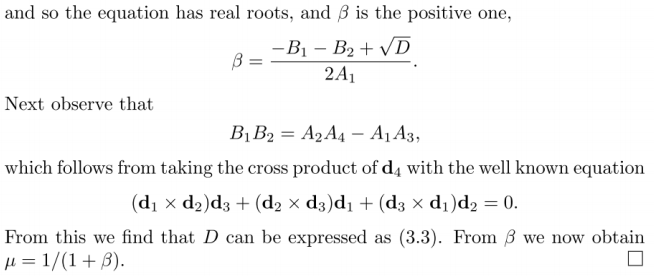 and so the equation has real roots, and β is the positive one,
β = (−B₁ − B₂ + √D) / 2A₁.
Next observe that
B₁B₂ = A₂A₄ − A₁A₃,
which follows from taking the cross product of d₄ with the well known equation
(d₁ × d₂)d₃ + (d₂ × d₃)d₁ + (d₃ × d₁)d₂ = 0.
From this we find that D can be expressed as (3.3). From β we now obtain
μ = 1/(1 + β). □